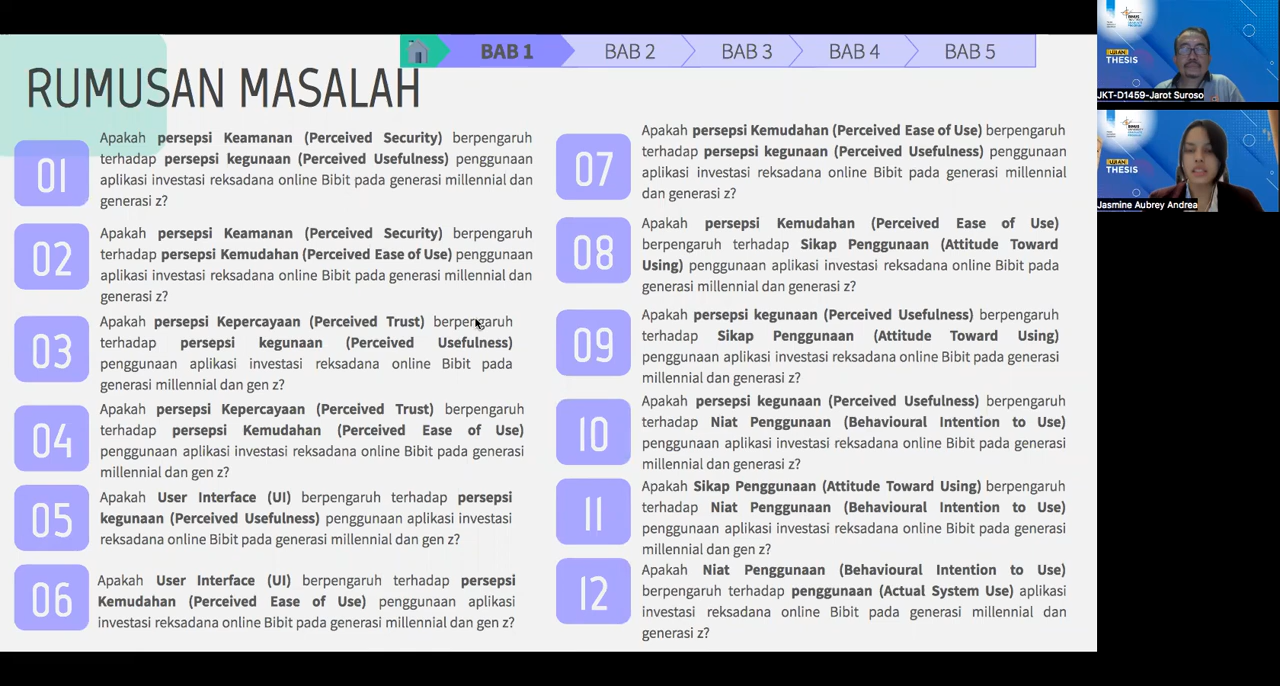 BAB 1
BAB 2
BAB 3
BAB 4
BAB 5
RUMUSAN MASALAH
01
Apakah persepsi Keamanan (Perceived Security) berpengaruh
terhadap persepsi kegunaan (Perceived Usefulness) penggunaan
aplikasi investasi reksadana online Bibit pada generasi millennial dan
generasi z?
02
Apakah persepsi Keamanan (Perceived Security) berpengaruh
terhadap persepsi Kemudahan (Perceived Ease of Use) penggunaan
aplikasi investasi reksadana online Bibit pada generasi millennial dan
generasi z?
03
Apakah persepsi Kepercayaan (Perceived Trust) berpengaruh
terhadap persepsi kegunaan (Perceived Usefulness)
penggunaan aplikasi investasi reksadana online Bibit pada
generasi millennial dan gen z?
04
Apakah persepsi Kepercayaan (Perceived Trust) berpengaruh
terhadap persepsi Kemudahan (Perceived Ease of Use)
penggunaan aplikasi investasi reksadana online Bibit pada generasi
millennial dan gen z?
05
Apakah User Interface (UI) berpengaruh terhadap persepsi
kegunaan (Perceived Usefulness) penggunaan aplikasi investasi
reksadana online Bibit pada generasi millennial dan gen z?
06
Apakah User Interface (UI) berpengaruh terhadap persepsi
Kemudahan (Perceived Ease of Use) penggunaan aplikasi
investasi reksadana online Bibit pada generasi millennial dan gen z?
07
Apakah persepsi Kemudahan (Perceived Ease of Use) berpengaruh
terhadap persepsi kegunaan (Perceived Usefulness) penggunaan
aplikasi investasi reksadana online Bibit pada generasi millennial
dan generasi z?
08
Apakah persepsi Kemudahan (Perceived Ease of Use)
berpengaruh terhadap Sikap Penggunaan (Attitude Toward
Using) penggunaan aplikasi investasi reksadana online Bibit pada
generasi millennial dan generasi z?
09
Apakah persepsi kegunaan (Perceived Usefulness) berpengaruh
terhadap Sikap Penggunaan (Attitude Toward Using)
penggunaan aplikasi investasi reksadana online Bibit pada generasi
millennial dan generasi z?
10
Apakah persepsi kegunaan (Perceived Usefulness) berpengaruh
terhadap Niat Penggunaan (Behavioural Intention to Use)
penggunaan aplikasi investasi reksadana online Bibit pada generasi
millennial dan generasi z?
11
Apakah Sikap Penggunaan (Attitude Toward Using) berpengaruh
terhadap Niat Penggunaan (Behavioural Intention to Use)
penggunaan aplikasi investasi reksadana online Bibit pada generasi
millennial dan gen z?
12
Apakah Niat Penggunaan (Behavioural Intention to Use)
berpengaruh terhadap penggunaan (Actual System Use) aplikasi
investasi reksadana online Bibit pada generasi millennial dan
generasi z?
UJIAN
THESIS
JKT-D1459-Jarot Suroso
UJIAN
THESIS
Jasmine Aubrey Andrea